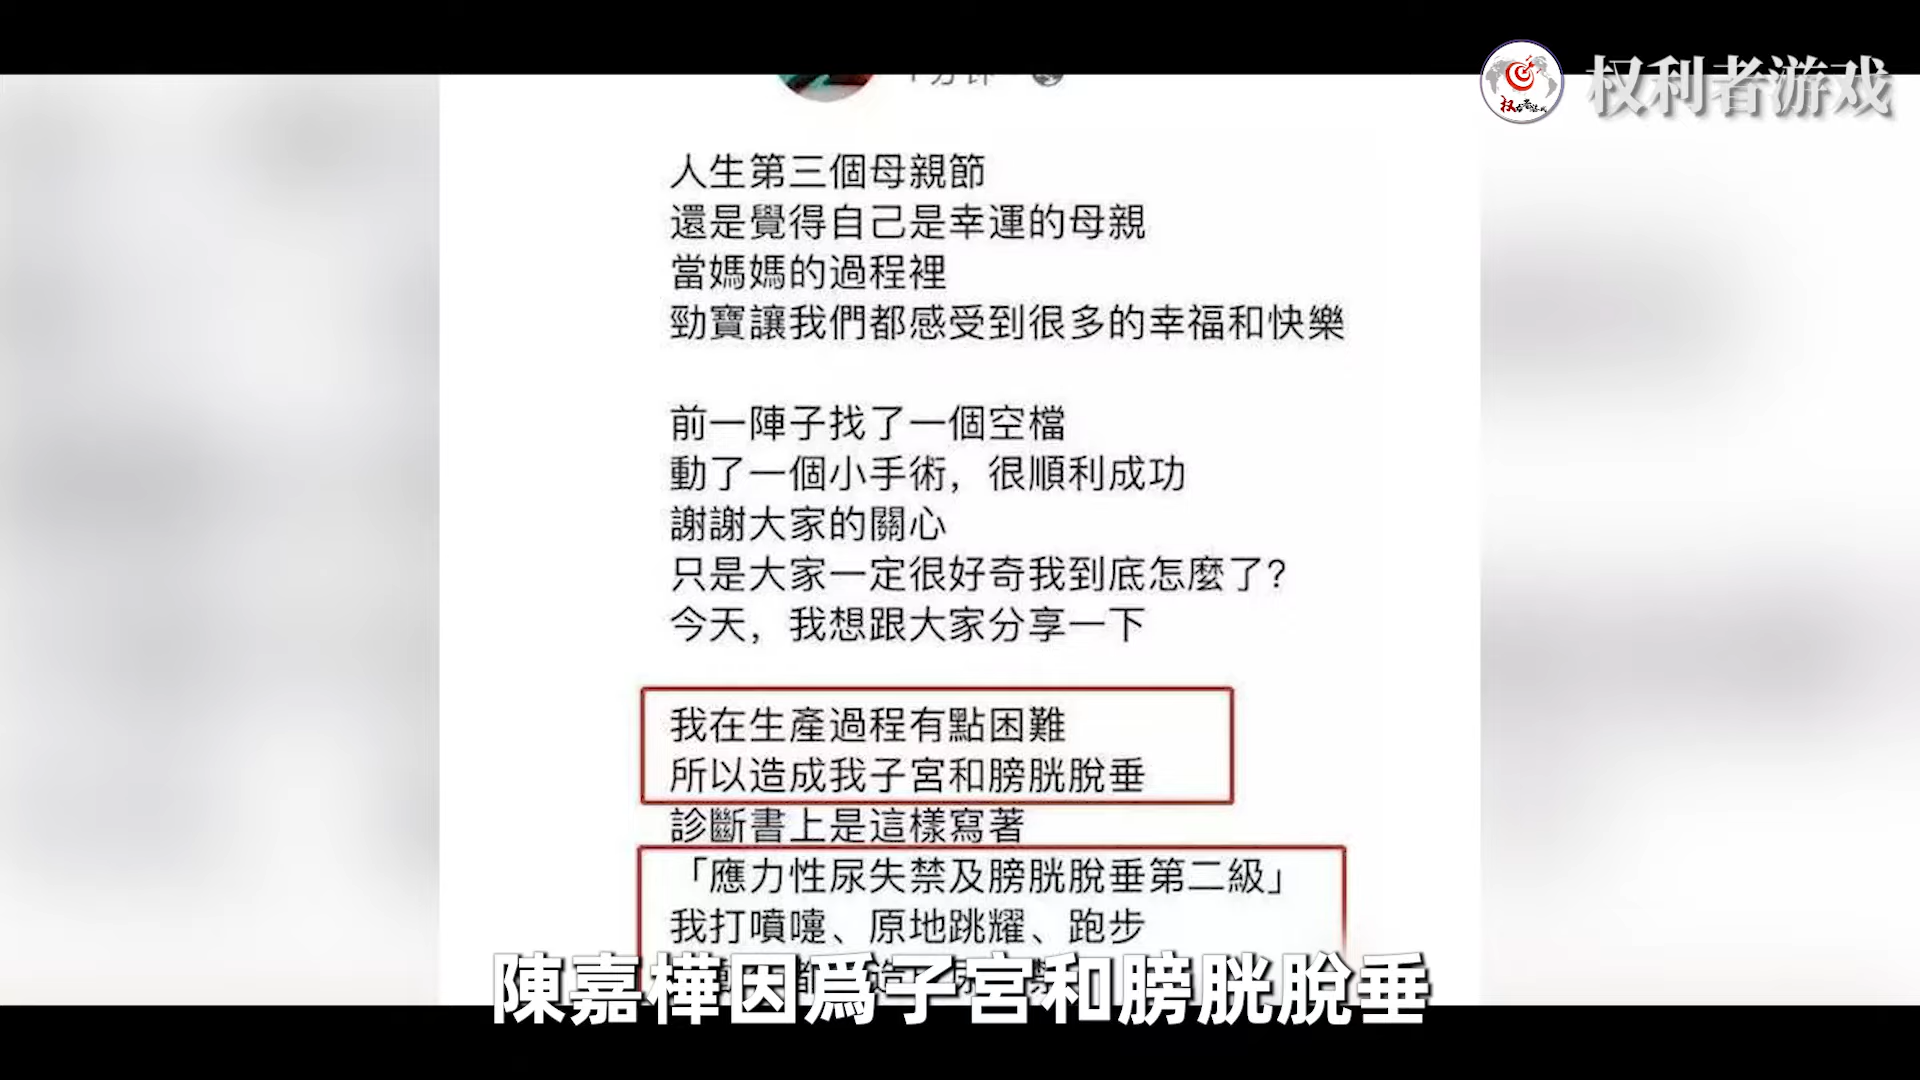 权利者游戏
人生第三個母親節
還是覺得自己是幸運的母親
當媽媽的過程裡
勁寶讓我們都感受到很多的幸福和快樂
前一陣子找了一個空檔
動了一個小手術，很順利成功
謝謝大家的關心
只是大家一定很好奇我到底怎麼了？
今天，我想跟大家分享一下
我在生產過程有點困難
所以造成我子宮和膀胱脫垂
診斷書上是這樣寫著
「應力性尿失禁及膀胱脫垂第二級」
我打噴嚏、原地跳耀、跑步
陳嘉樺因爲子宮和膀胱脫垂